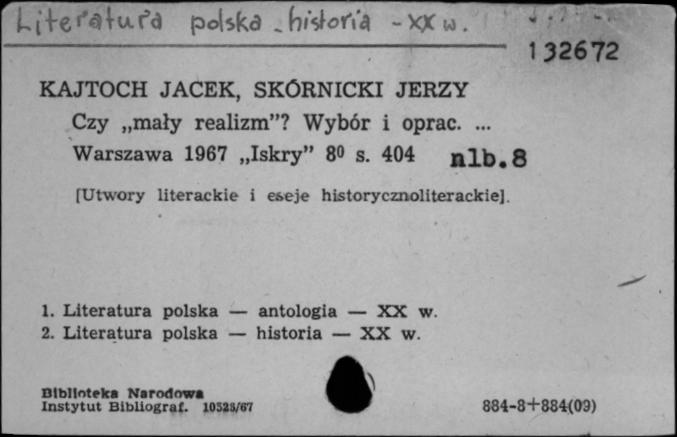 Literatura polska - historia - XX w.
132672
KAJTOCH JACEK, SKÓRNICKI JERZY
Czy „mały realizm”? Wybór i oprac. ...
Warszawa 1967 „Iskry” 8⁰ s. 404 nlb. 8
[Utwory literackie i eseje historycznoliterackie].
1. Literatura polska — antologia — XX w.
2. Literatura polska — historia — XX w.
Biblioteka Narodowa
Instytut Bibliograf. 10523/67 884-8+884(09)